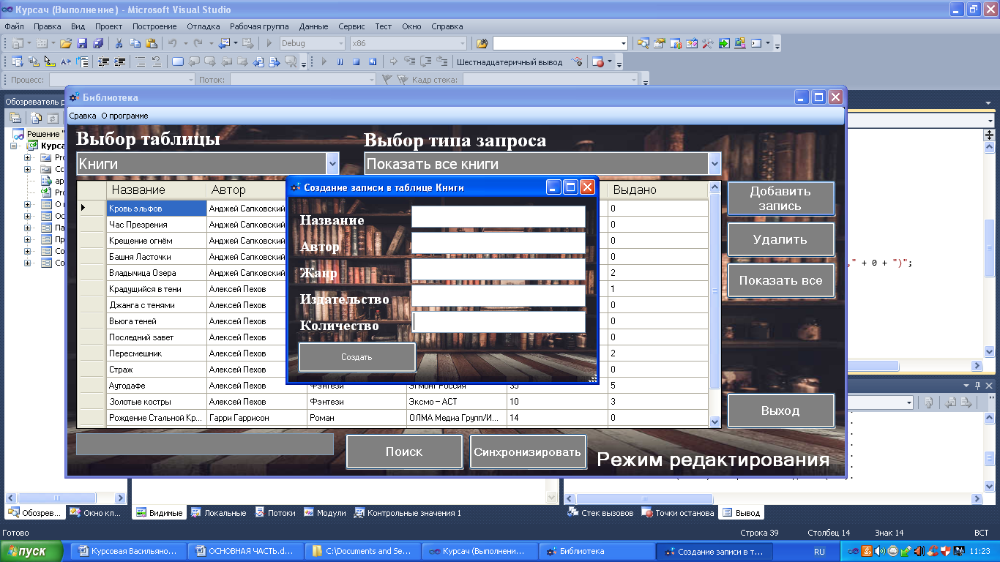 Курсач (Выполнение) - Microsoft Visual Studio
Файл Правка Вид Проект Построение Отладка Рабочая группа Данные Сервис Тест Окно Справка
Debug x86
Шестнадцатеричный вывод
Процесс: Поток: Кадр стека:
Обозреватель р
Решение "
Курса
Pro
Сс
ap
Pro
О п
Ос
Па
Пр
Со
Со
Библиотека
Сравка О программе
Выбор таблицы Выбор типа запроса
Книги Показать все книги
Название Автор Выдано
Кровь эльфов Анджей Сапковский 0
Час Презрения Анджей Сапковский 0
Крещение огнём Анджей Сапковский 0
Башня Ласточки Анджей Сапковский 0
Владычица Озера Анджей Сапковский 2
Крадущийся в тени Алексей Пехов 1
Джанга с тенями Алексей Пехов 0
Вьюга теней Алексей Пехов 0
Последний завет Алексей Пехов 0
Пересмешник Алексей Пехов 2
Страж Алексей Пехов 0
Аутодафе Алексей Пехов Фэнтези Эгмонт Россия 35 5
Золотые костры Алексей Пехов Фэнтези Эксмо – АСТ 10 3
Рождение Стальной Кр... Гарри Гаррисон Роман ОЛМА Медиа Групп/И... 14 0
Создание записи в таблице Книги
Название
Автор
Жанр
Издательство
Количество
Создать
Добавить
запись
Удалить
Показать все
Выход
," + 0 + ")";
Поиск Синхронизировать Режим редактирования
Обозрев... Окно кл... Видимые Локальные Потоки Модули Контрольные значения 1 Стек вызовов Точки останова Вывод
Готово Строка 39 Столбец 14 Знак 14 ВСТ
пуск Курсовая Васильяно... ОСНОВНАЯ ЧАСТЬ.d... C:\Documents and Se... Курсач (Выполнени... Библиотека Создание записи в т... RU 11:23